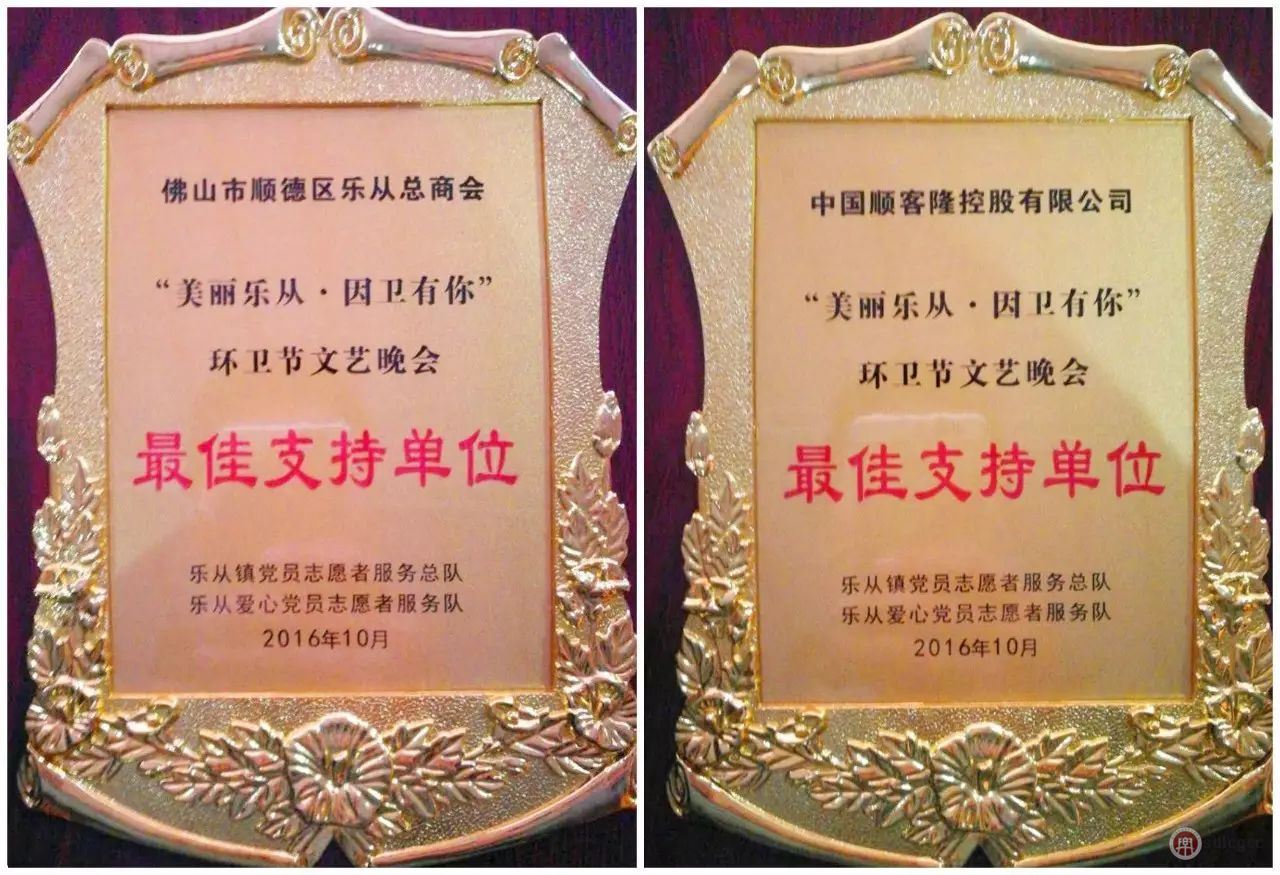 佛山市顺德区乐从总商会
“美丽乐从·因卫有你”
环卫节文艺晚会
最佳支持单位
乐从镇党员志愿者服务总队
乐从爱心党员志愿者服务队
2016年10月
中国顺客隆控股有限公司
“美丽乐从·因卫有你”
环卫节文艺晚会
最佳支持单位
乐从镇党员志愿者服务总队
乐从爱心党员志愿者服务队
2016年10月